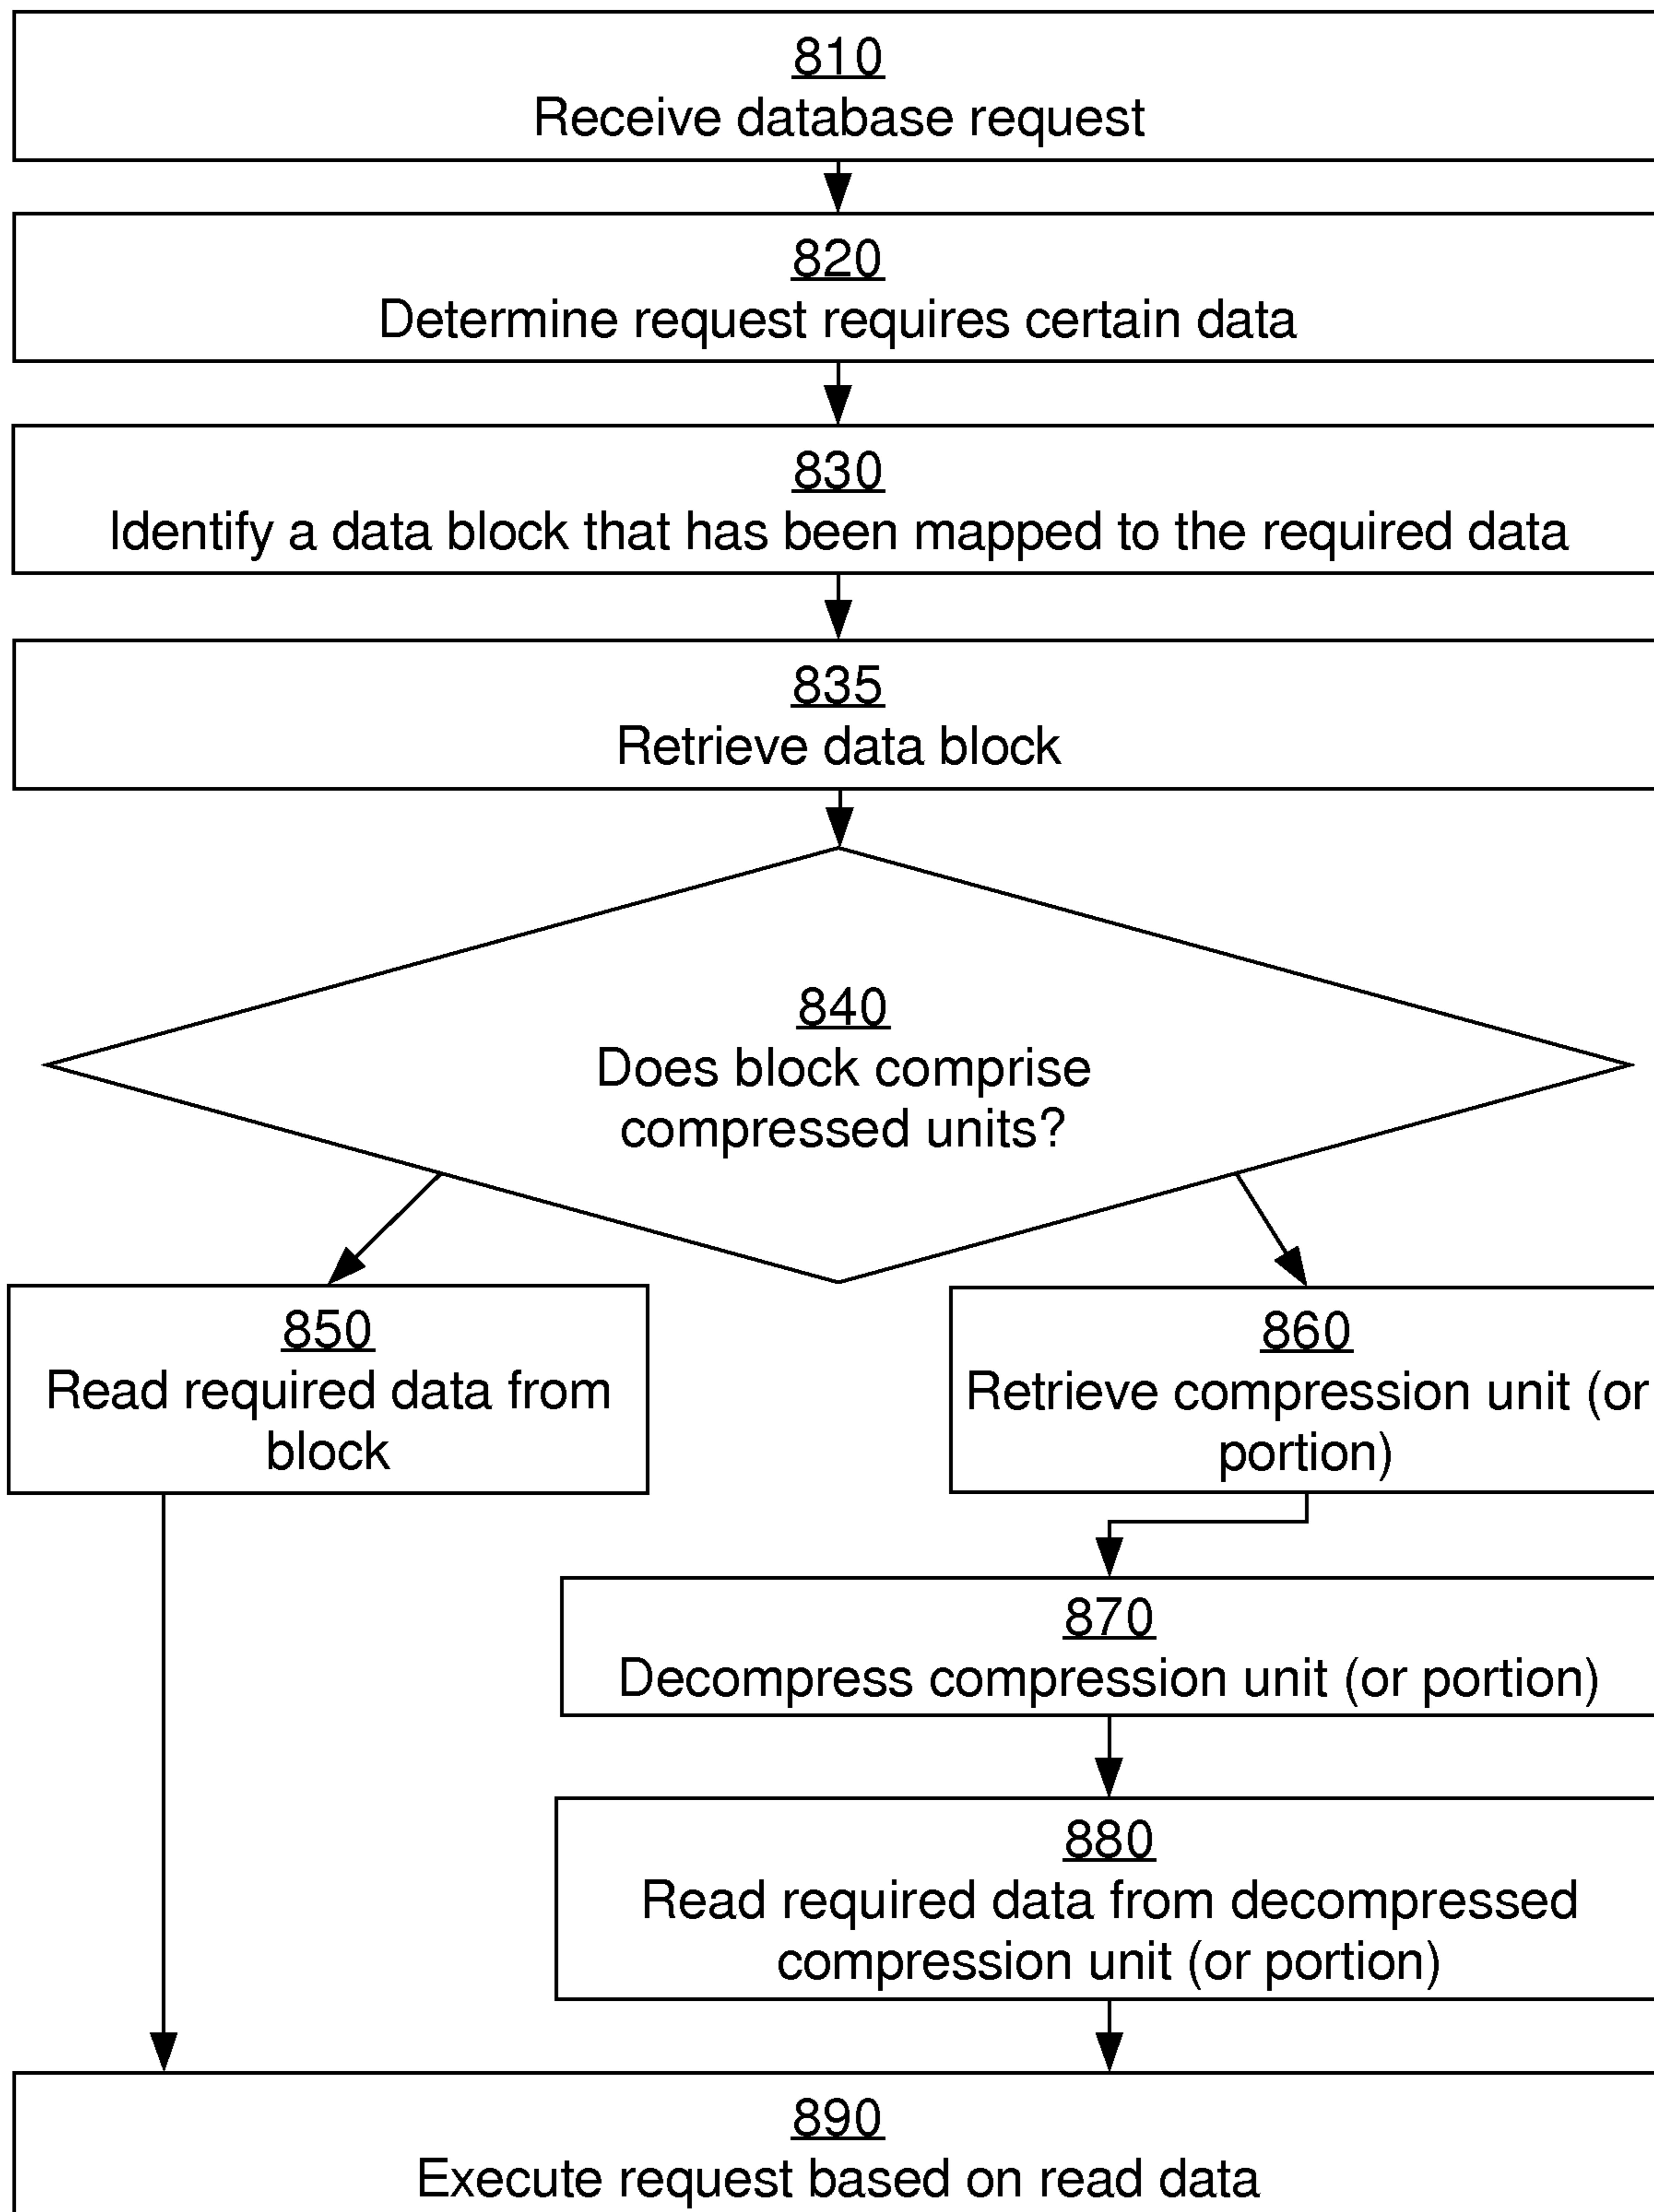 810
Receive database request
820
Determine request requires certain data
830
Identify a data block that has been mapped to the required data
835
Retrieve data block
840
Does block comprise
compressed units?
850
Read required data from
block
860
Retrieve compression unit (or
portion)
870
Decompress compression unit (or portion)
880
Read required data from decompressed
compression unit (or portion)
890
Execute request based on read data